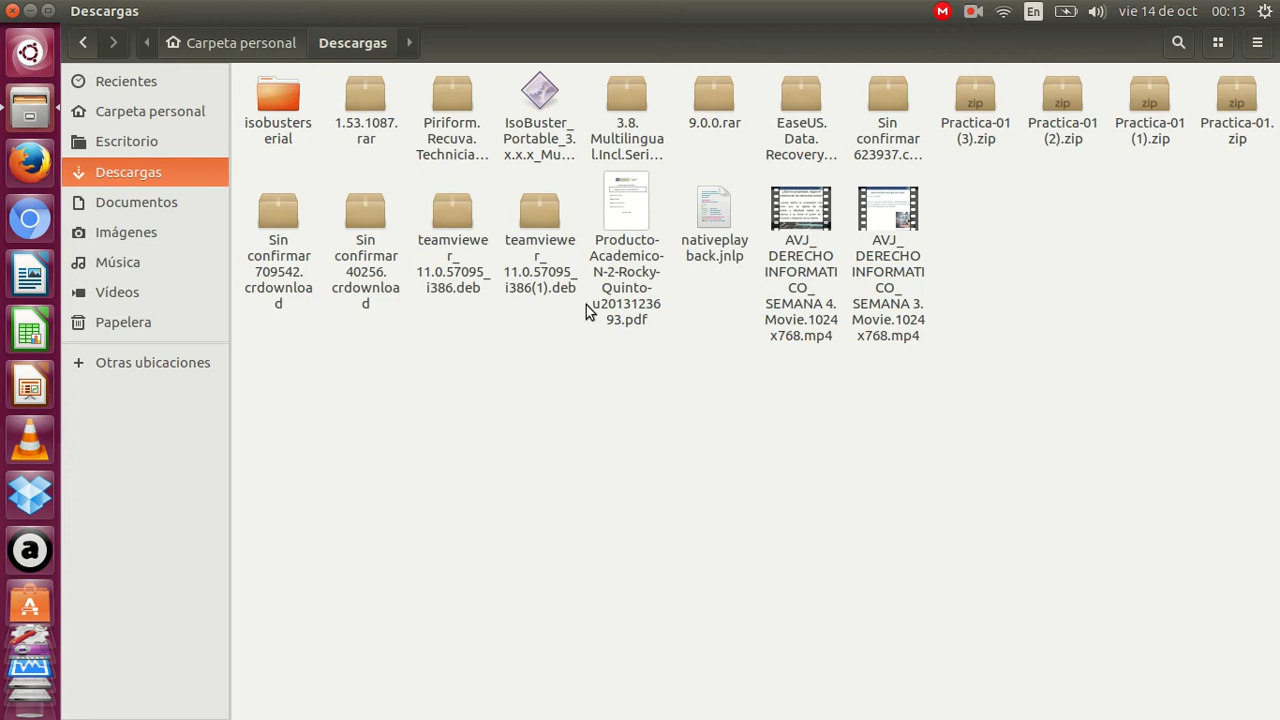 Descargas
En
vie 14 de oct
00:13
Carpeta personal
Descargas
Recientes
Carpeta personal
Escritorio
Descargas
Documentos
Imágenes
Música
Vídeos
Papelera
Otras ubicaciones
isobusters
erial
1.53.1087.
rar
Piriform.
Recuva.
Technicia...
IsoBuster_
Portable_3.
x.x.x_Mu...
3.8.
Multilingua
l.Incl.Seri...
9.0.0.rar
EaseUS.
Data.
Recovery...
Sin
confirmar
623937.c...
Practica-01
(3).zip
Practica-01
(2).zip
Practica-01
(1).zip
Practica-01.
zip
Sin
confirmar
709542.
crdownloa
d
Sin
confirmar
40256.
crdownloa
d
teamviewe
r_
11.0.57095_
i386.deb
teamviewe
r_
11.0.57095_
i386(1).deb
Producto-
Academico-
N-2-Rocky-
Quinto-
u20131236
93.pdf
nativeplay
back.jnlp
AVJ_
DERECHO
INFORMATI
CO_
SEMANA 4.
Movie.1024
x768.mp4
AVJ_
DERECHO
INFORMATI
CO_
SEMANA 3.
Movie.1024
x768.mp4
zip
zip
zip
zip